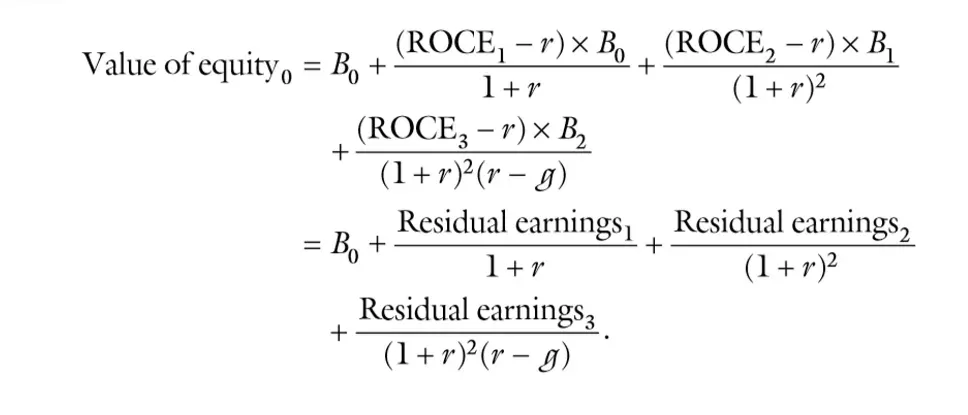 Value of equity₀ = B₀ + (ROCE₁ − r) × B₀ / 1 + r + (ROCE₂ − r) × B₁ / (1 + r)²
+ (ROCE₃ − r) × B₂ / (1 + r)²(r − g)
= B₀ + Residual earnings₁ / 1 + r + Residual earnings₂ / (1 + r)²
+ Residual earnings₃ / (1 + r)²(r − g) .